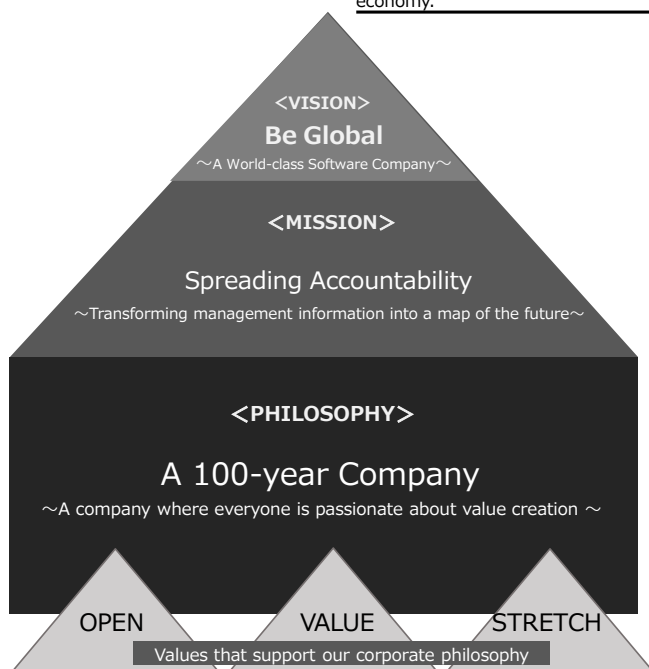 economy.
＜VISION＞
Be Global
～A World-class Software Company～
＜MISSION＞
Spreading Accountability
～Transforming management information into a map of the future～
＜PHILOSOPHY＞
A 100-year Company
～A company where everyone is passionate about value creation ～
OPEN VALUE STRETCH
Values that support our corporate philosophy